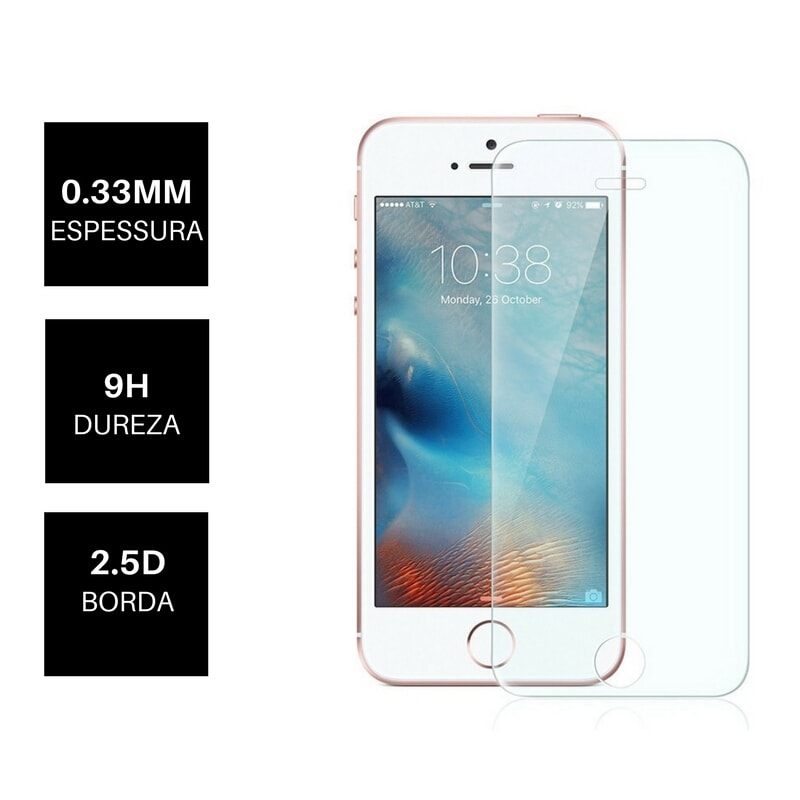 0.33MM
ESPESSURA
9H
DUREZA
2.5D
BORDA
AT&T
92%
10:38
Monday, 26 October